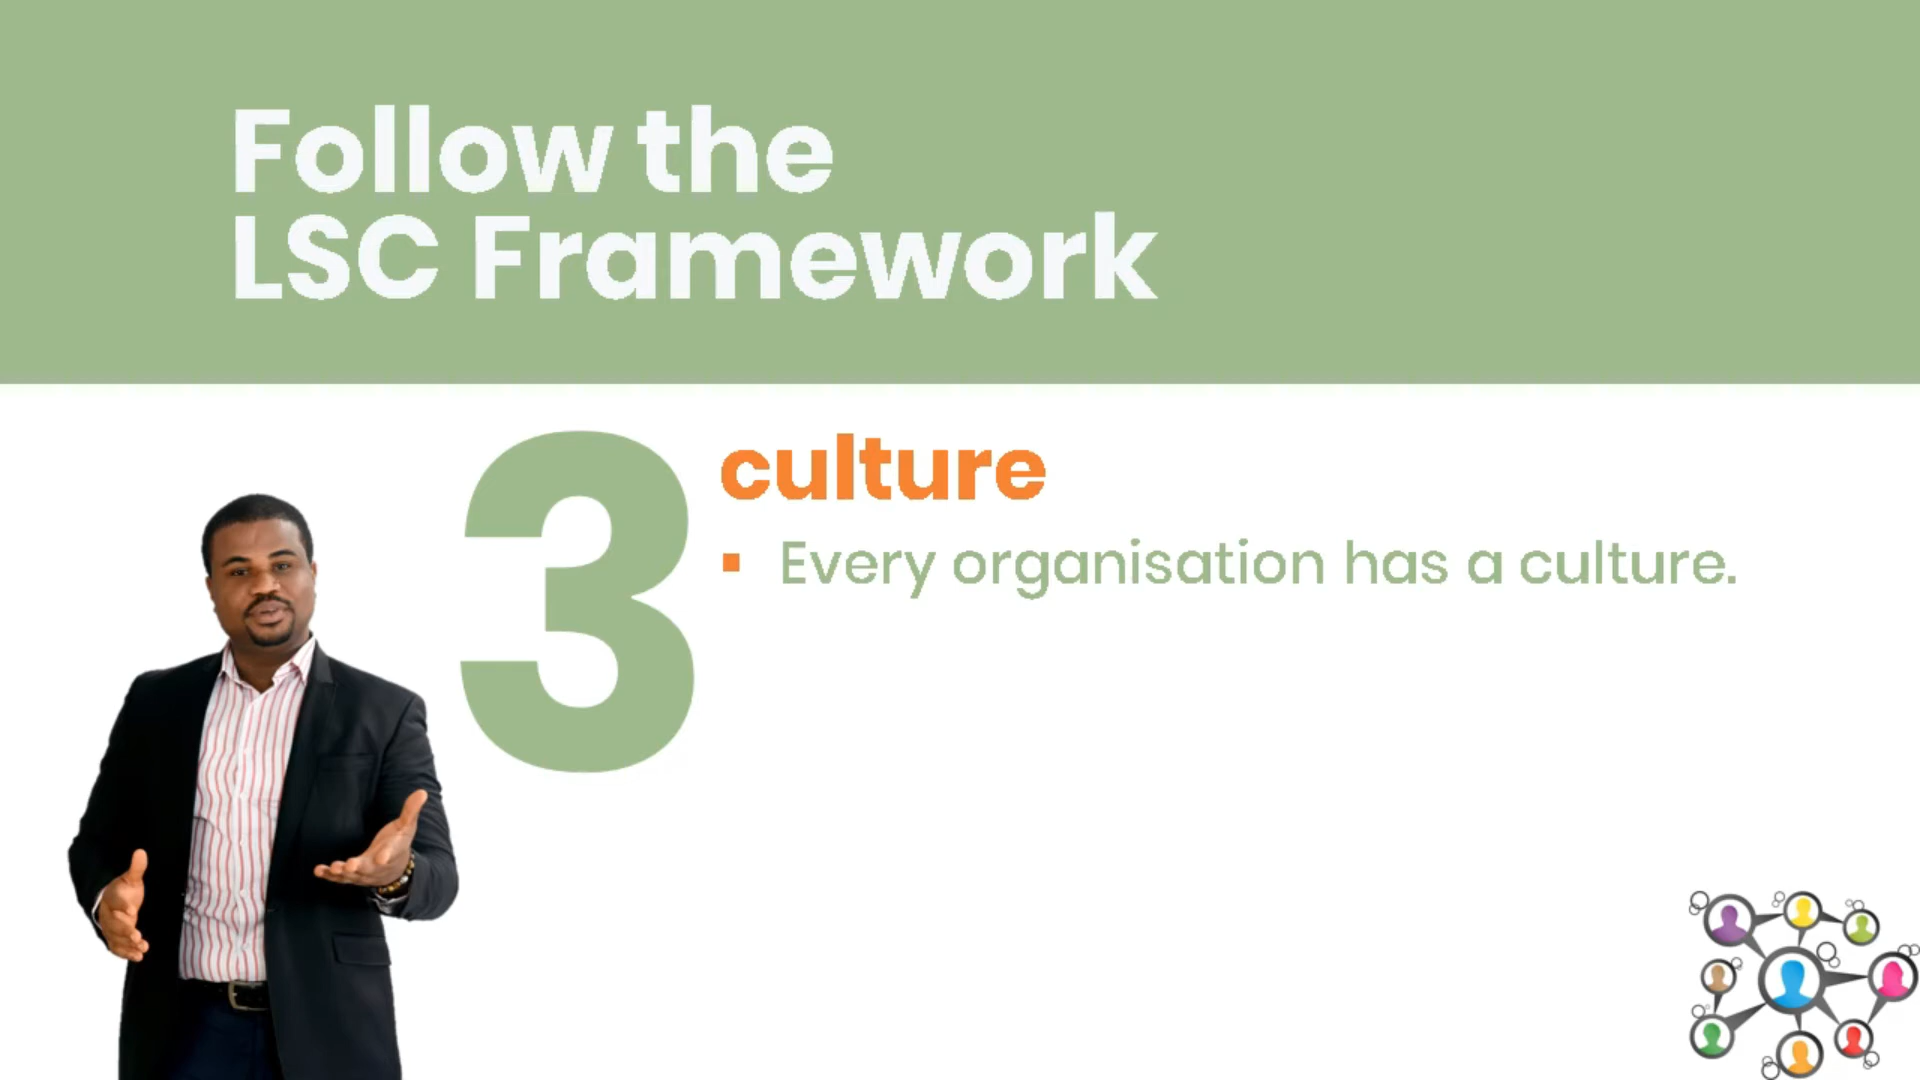 Follow the
LSC Framework
3
culture
▪ Every organisation has a culture.